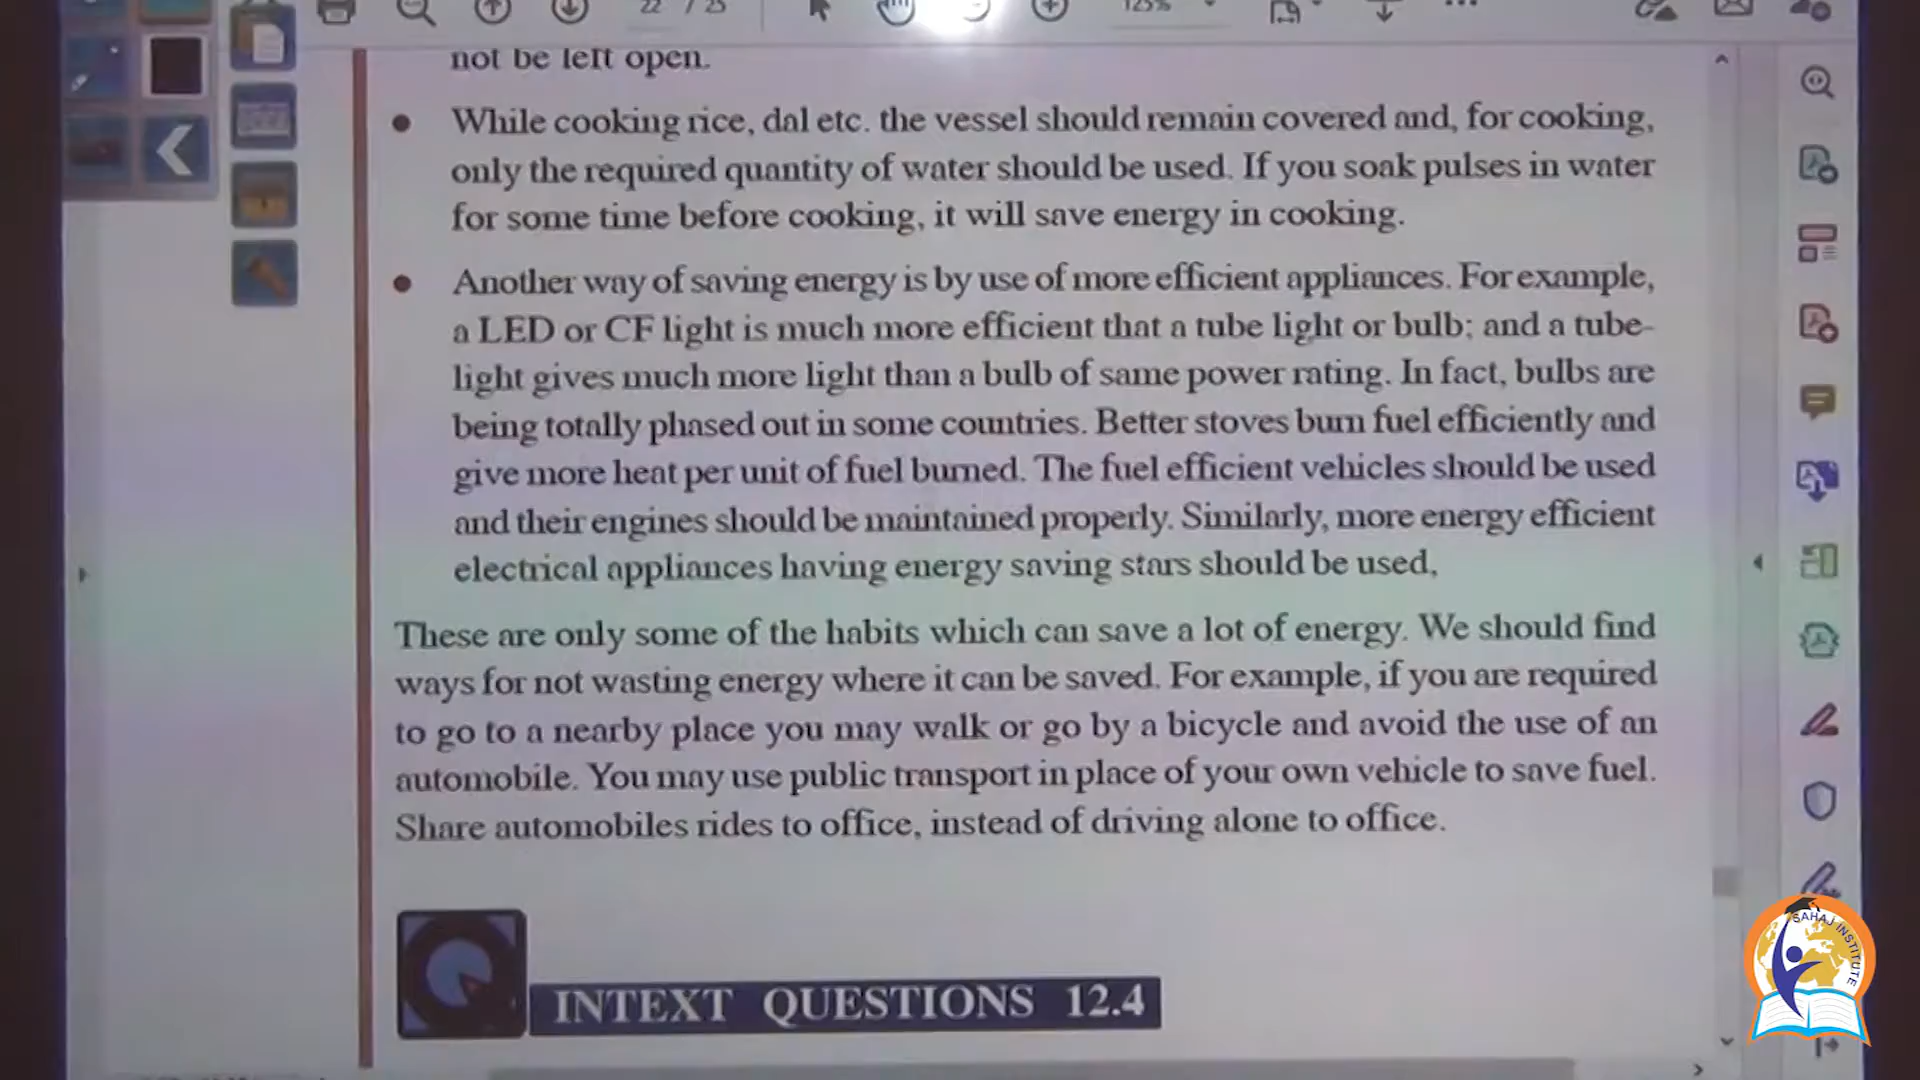 22 / 25
125%
not be left open.
● While cooking rice, dal etc. the vessel should remain covered and, for cooking,
only the required quantity of water should be used. If you soak pulses in water
for some time before cooking, it will save energy in cooking.
● Another way of saving energy is by use of more efficient appliances. For example,
a LED or CF light is much more efficient that a tube light or bulb; and a tube-
light gives much more light than a bulb of same power rating. In fact, bulbs are
being totally phased out in some countries. Better stoves burn fuel efficiently and
give more heat per unit of fuel burned. The fuel efficient vehicles should be used
and their engines should be maintained properly. Similarly, more energy efficient
electrical appliances having energy saving stars should be used,
These are only some of the habits which can save a lot of energy. We should find
ways for not wasting energy where it can be saved. For example, if you are required
to go to a nearby place you may walk or go by a bicycle and avoid the use of an
automobile. You may use public transport in place of your own vehicle to save fuel.
Share automobiles rides to office, instead of driving alone to office.
INTEXT QUESTIONS 12.4
SAHAJ INSTITUTE